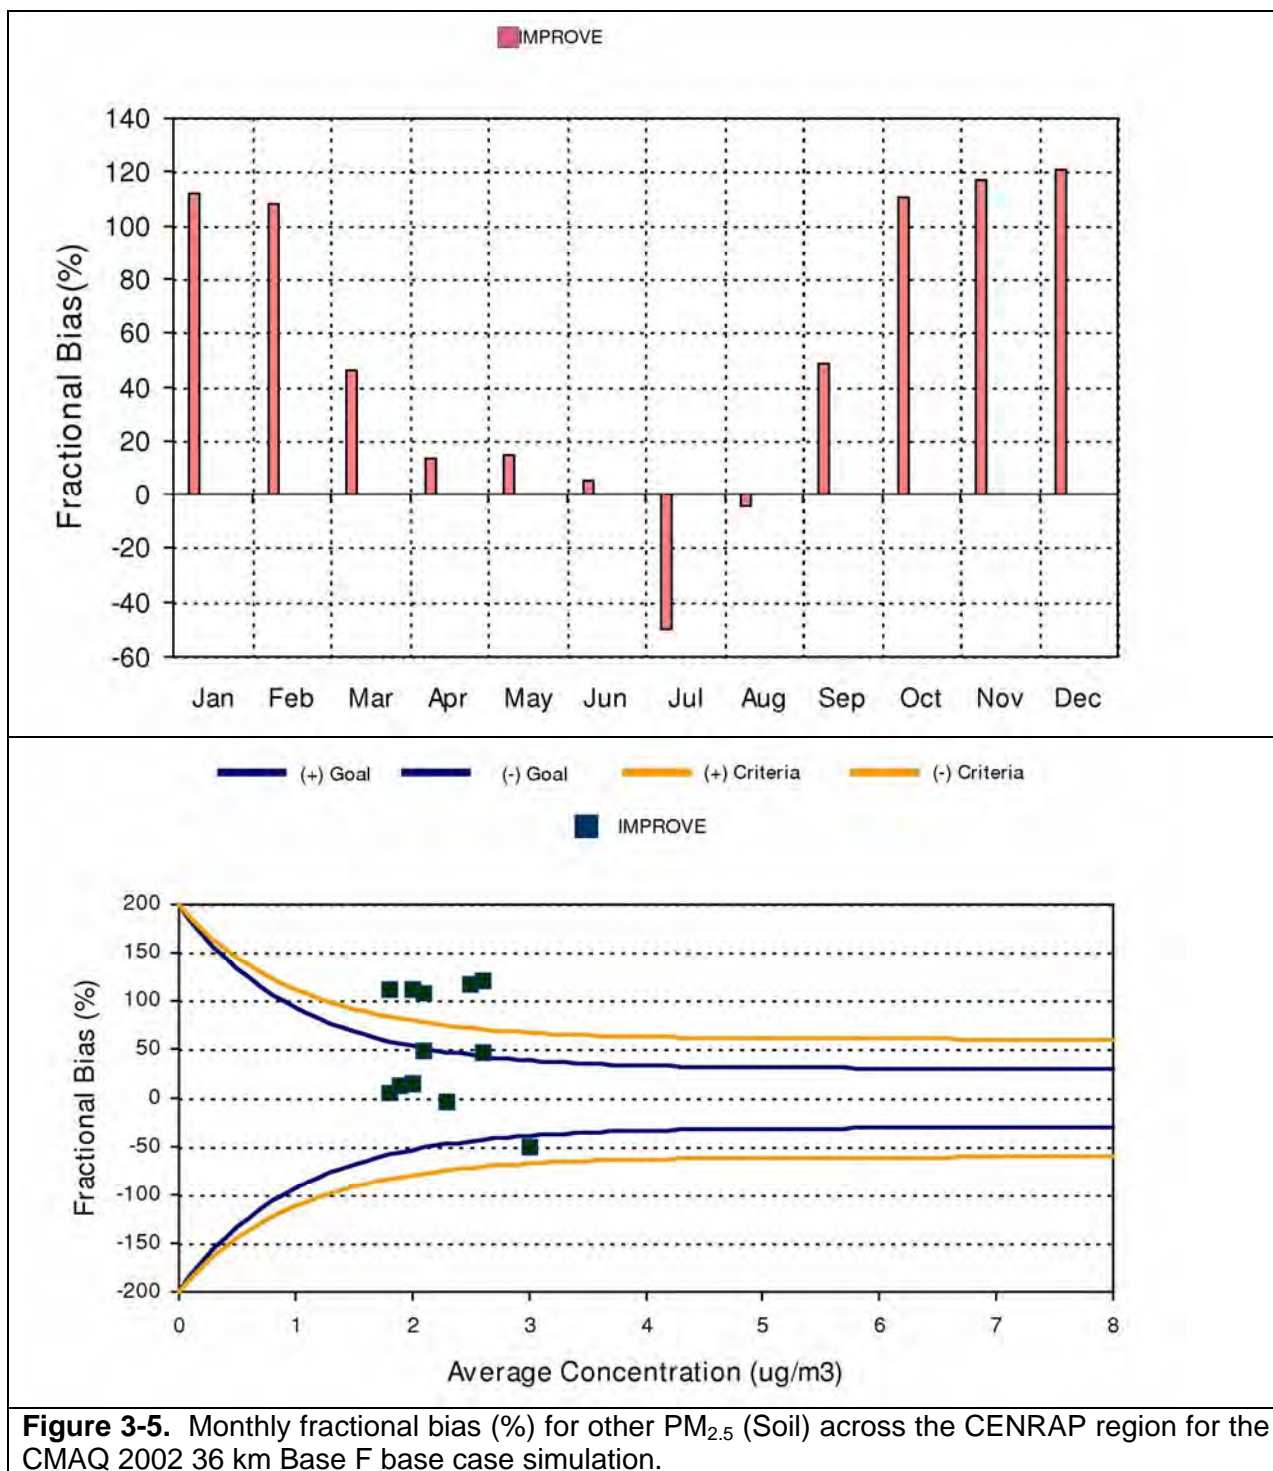 IMPROVE
Fractional Bias(%)
140
120
100
80
60
40
20
0
-20
-40
-60
Jan Feb Mar Apr May Jun Jul Aug Sep Oct Nov Dec
(+) Goal (-) Goal (+) Criteria (-) Criteria
IMPROVE
Fractional Bias (%)
200
150
100
50
0
-50
-100
-150
-200
0 1 2 3 4 5 6 7 8
Average Concentration (ug/m3)
Figure 3-5. Monthly fractional bias (%) for other PM2.5 (Soil) across the CENRAP region for the
CMAQ 2002 36 km Base F base case simulation.